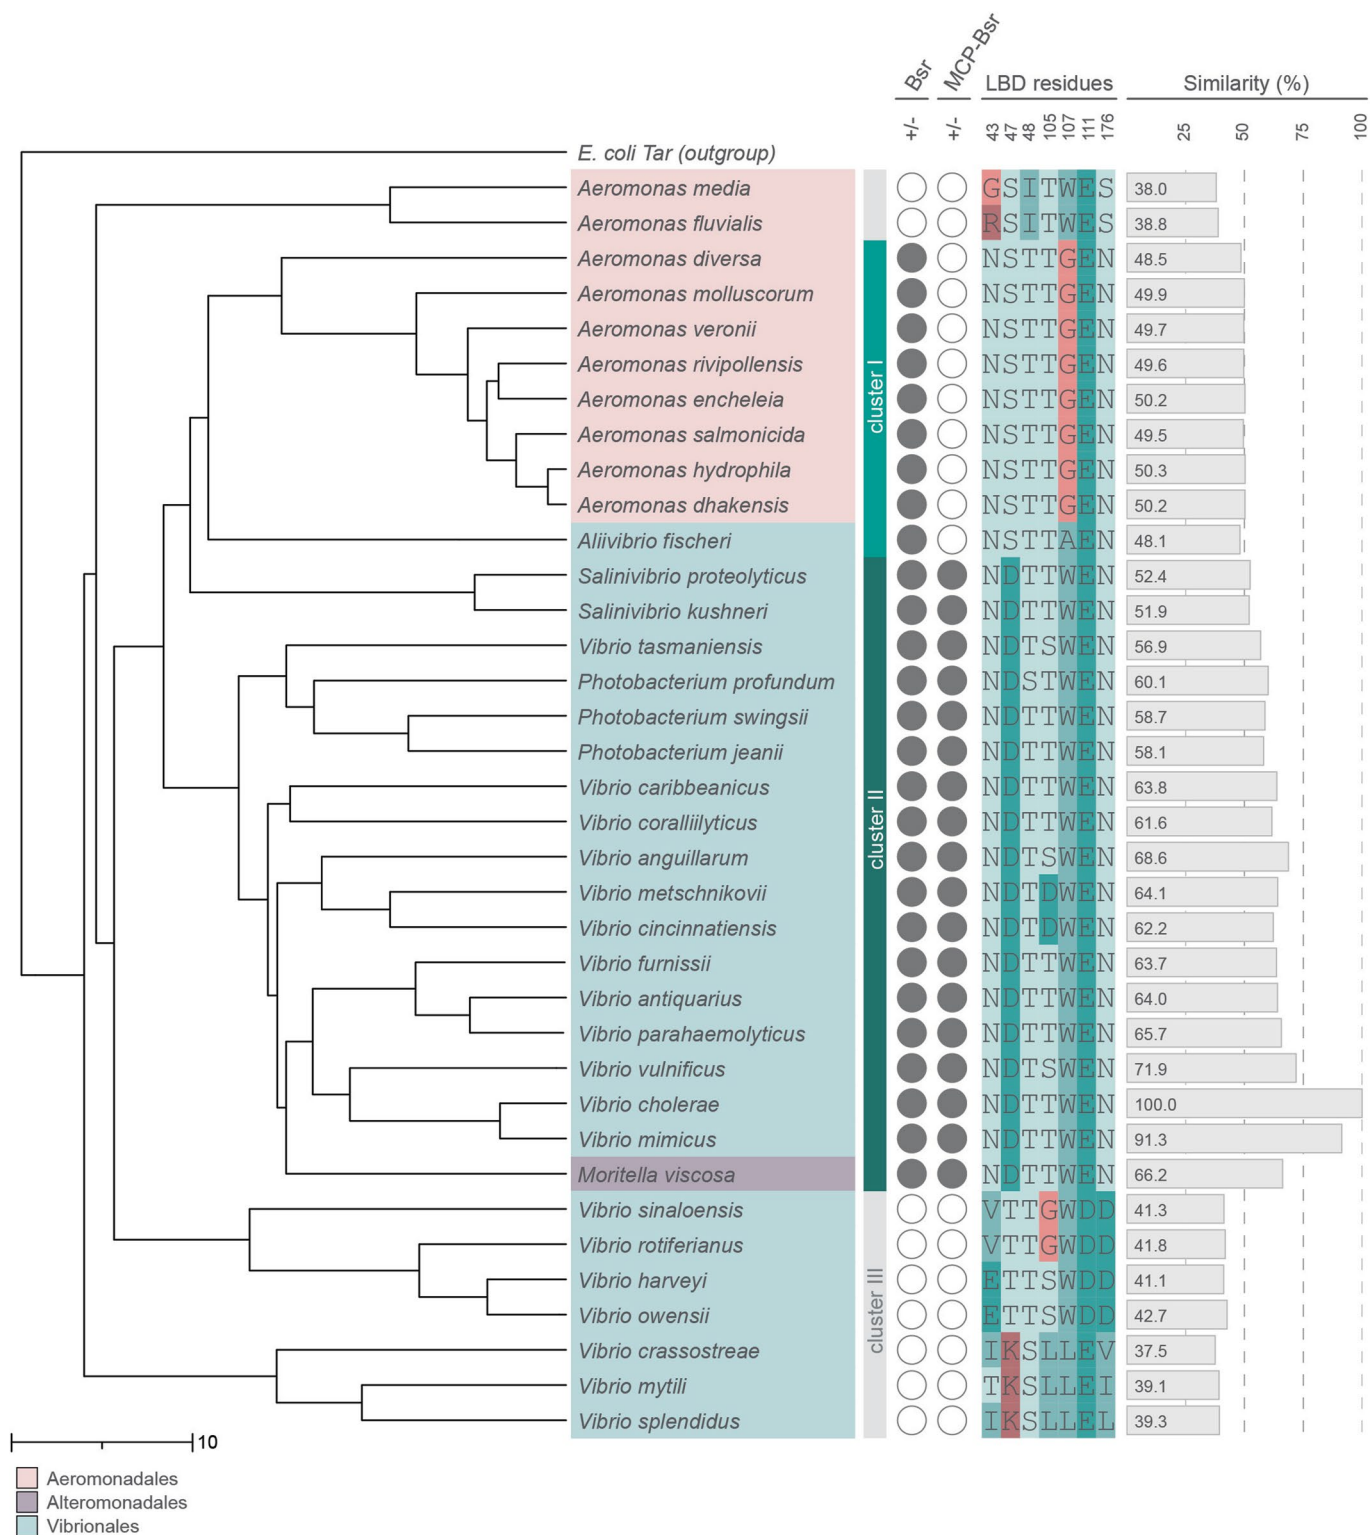 Bsr MCP-Bsr LBD residues Similarity (%)
+/- +/- 43 47 48 105 107 111 176 25 50 75 100
E. coli Tar (outgroup)
Aeromonas media GSITWES 38.0
Aeromonas fluvialis RSITWES 38.8
Aeromonas diversa NSTTGEN 48.5
Aeromonas molluscorum NSTTGEN 49.9
Aeromonas veronii NSTTGEN 49.7
Aeromonas rivipollensis NSTTGEN 49.6
cluster I
Aeromonas encheleia NSTTGEN 50.2
Aeromonas salmonicida NSTTGEN 49.5
Aeromonas hydrophila NSTTGEN 50.3
Aeromonas dhakensis NSTTGEN 50.2
Aliivibrio fischeri NSTTAEN 48.1
Salinivibrio proteolyticus NDTTWEN 52.4
Salinivibrio kushneri NDTTWEN 51.9
Vibrio tasmaniensis NDTSWEN 56.9
Photobacterium profundum NDSTWEN 60.1
Photobacterium swingsii NDTTWEN 58.7
Photobacterium jeanii NDTTWEN 58.1
Vibrio caribbeanicus NDTTWEN 63.8
Vibrio coralliilyticus NDTTWEN 61.6
cluster II
Vibrio anguillarum NDTSWEN 68.6
Vibrio metschnikovii NDTDWEN 64.1
Vibrio cincinnatiensis NDTDWEN 62.2
Vibrio furnissii NDTTWEN 63.7
Vibrio antiquarius NDTTWEN 64.0
Vibrio parahaemolyticus NDTTWEN 65.7
Vibrio vulnificus NDTSWEN 71.9
Vibrio cholerae NDTTWEN 100.0
Vibrio mimicus NDTTWEN 91.3
Moritella viscosa NDTTWEN 66.2
Vibrio sinaloensis VTTGWDD 41.3
Vibrio rotiferianus VTTGWDD 41.8
Vibrio harveyi ETTSWDD 41.1
cluster III
Vibrio owensii ETTSWDD 42.7
Vibrio crassostreae IKSLLEV 37.5
Vibrio mytili TKSLLEI 39.1
Vibrio splendidus IKSLLEL 39.3
10
Aeromonadales
Alteromonadales
Vibrionales